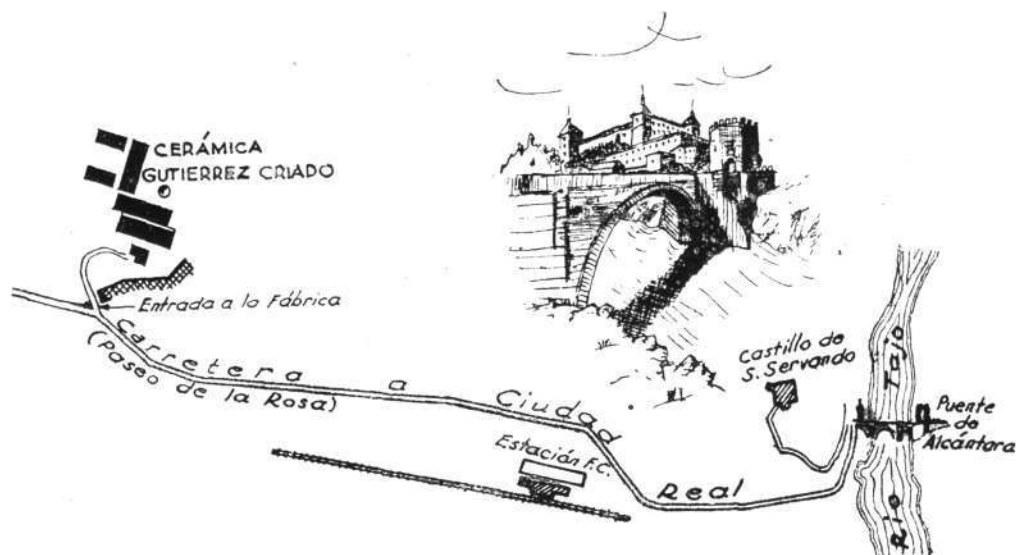 CERÁMICA
GUTIERREZ CRIADO
Entrada a la Fábrica
Carretera a Ciudad Real
(Paseo de la Rosa)
Estación F.C.
Castillo de
S. Servando
Puente
de
Alcántara
Río Tajo